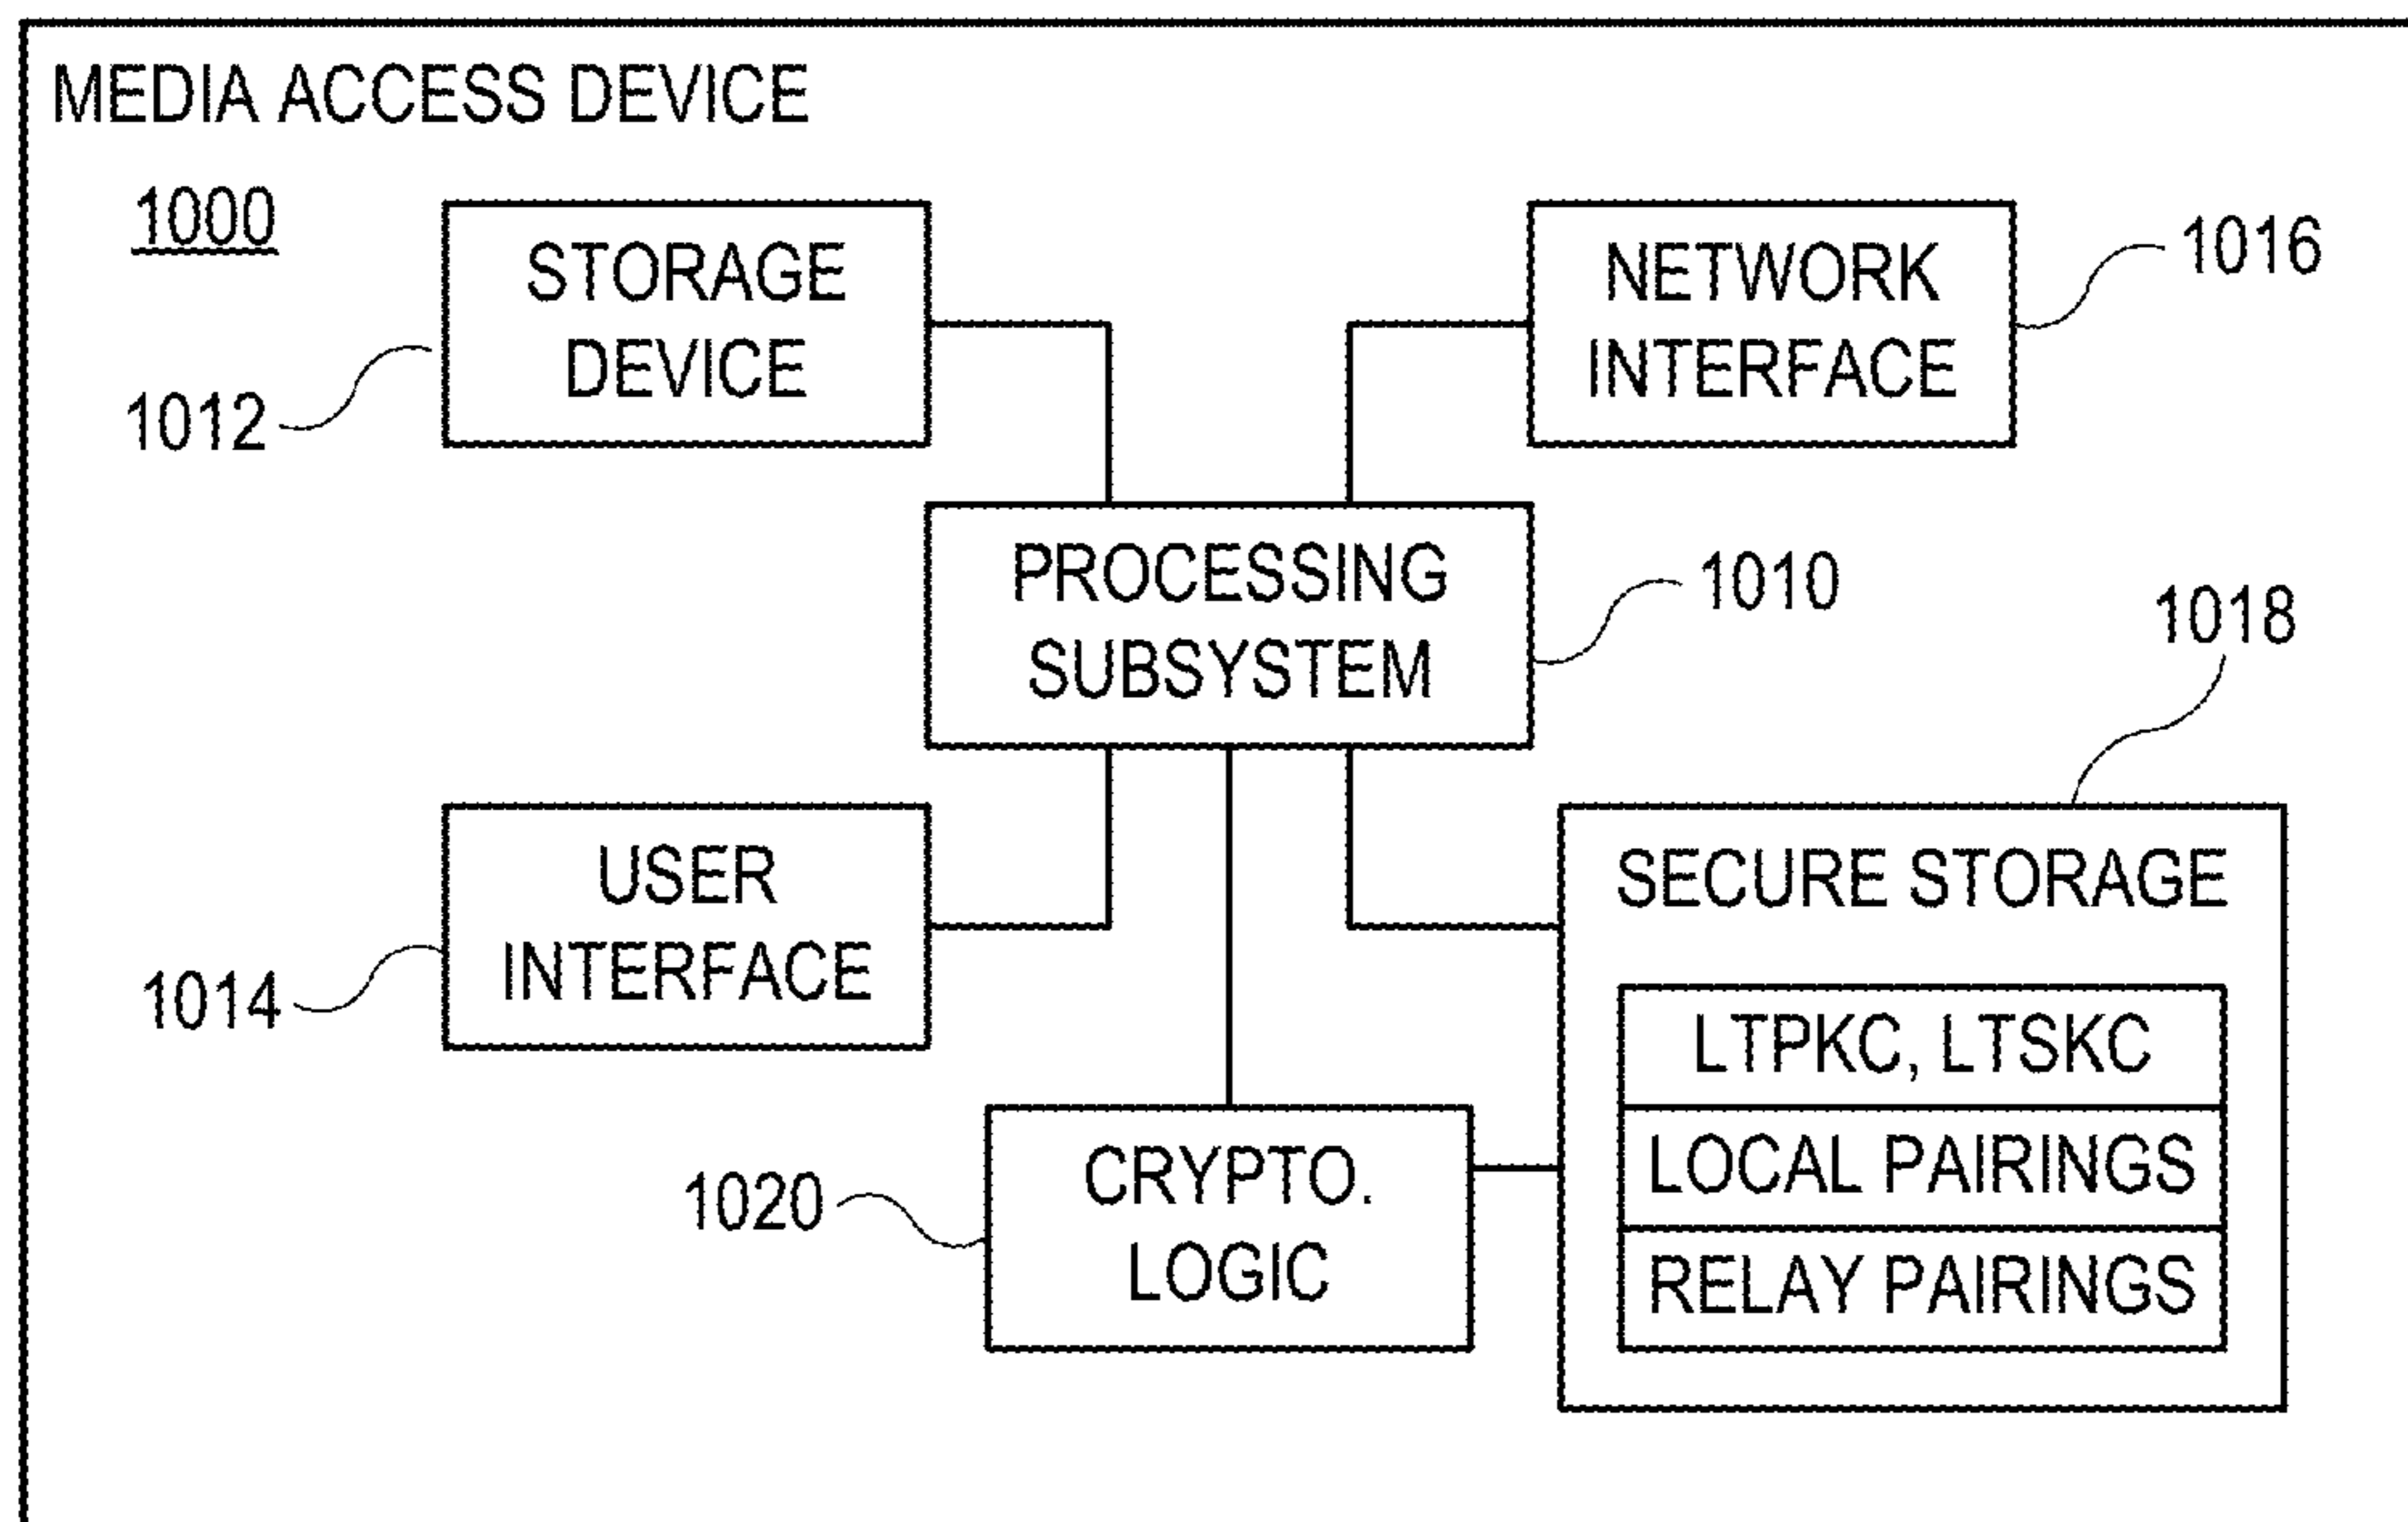 MEDIA ACCESS DEVICE
1000
STORAGE
DEVICE
1012
NETWORK
INTERFACE
1016
PROCESSING
SUBSYSTEM
1010
1018
USER
INTERFACE
1014
SECURE STORAGE
LTPKC, LTSKC
LOCAL PAIRINGS
RELAY PAIRINGS
CRYPTO.
LOGIC
1020